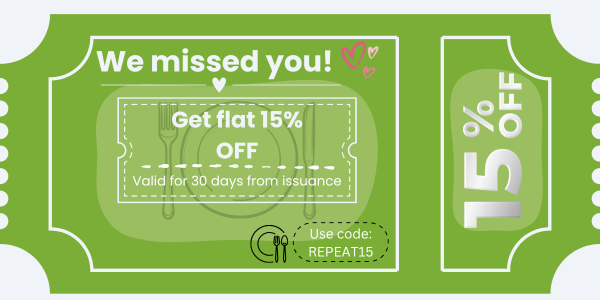 We missed you!
Get flat 15%
OFF
Valid for 30 days from issuance
Use code:
REPEAT15
15%
OFF